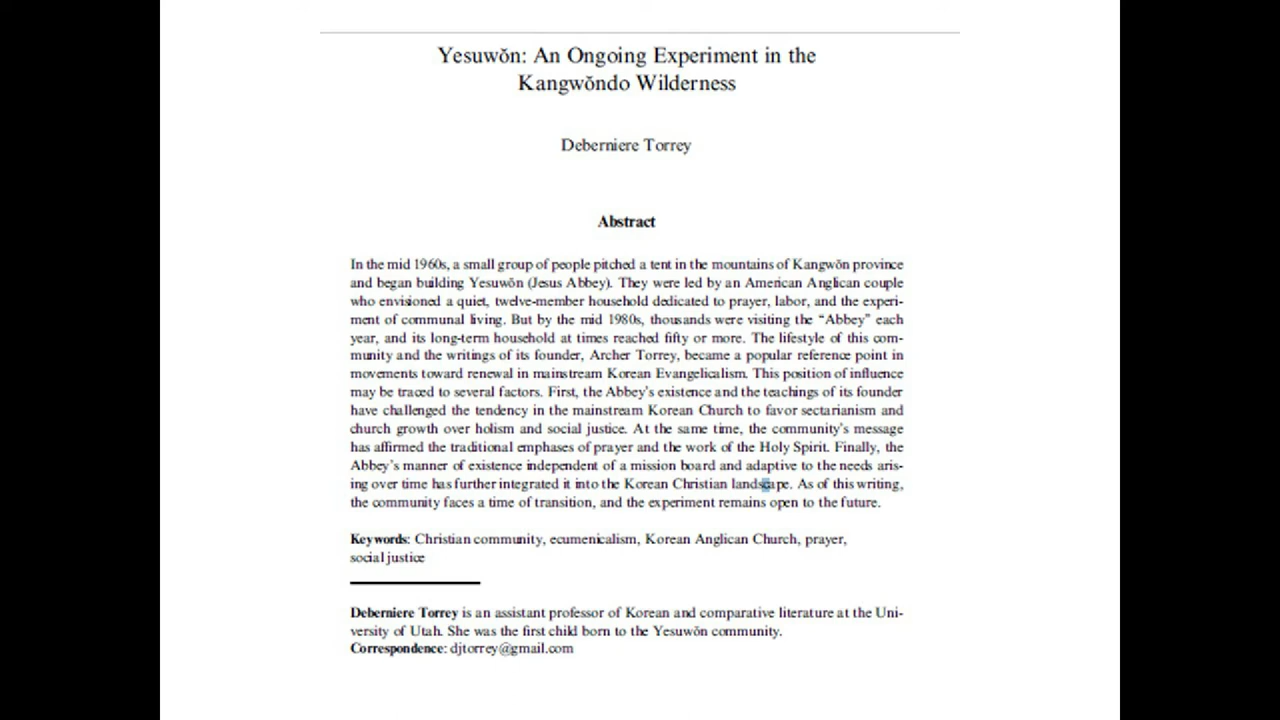 Yesuwŏn: An Ongoing Experiment in the
Kangwŏndo Wilderness
Deberniere Torrey
Abstract
In the mid 1960s, a small group of people pitched a tent in the mountains of Kangwŏn province
and began building Yesuwŏn (Jesus Abbey). They were led by an American Anglican couple
who envisioned a quiet, twelve-member household dedicated to prayer, labor, and the experi-
ment of communal living. But by the mid 1980s, thousands were visiting the “Abbey” each
year, and its long-term household at times reached fifty or more. The lifestyle of this com-
munity and the writings of its founder, Archer Torrey, became a popular reference point in
movements toward renewal in mainstream Korean Evangelicalism. This position of influence
may be traced to several factors. First, the Abbey’s existence and the teachings of its founder
have challenged the tendency in the mainstream Korean Church to favor sectarianism and
church growth over holism and social justice. At the same time, the community’s message
has affirmed the traditional emphases of prayer and the work of the Holy Spirit. Finally, the
Abbey’s manner of existence independent of a mission board and adaptive to the needs aris-
ing over time has further integrated it into the Korean Christian landscape. As of this writing,
the community faces a time of transition, and the experiment remains open to the future.
Keywords: Christian community, ecumenicalism, Korean Anglican Church, prayer,
social justice
Deberniere Torrey is an assistant professor of Korean and comparative literature at the Uni-
versity of Utah. She was the first child born to the Yesuwŏn community.
Correspondence: djtorrey@gmail.com